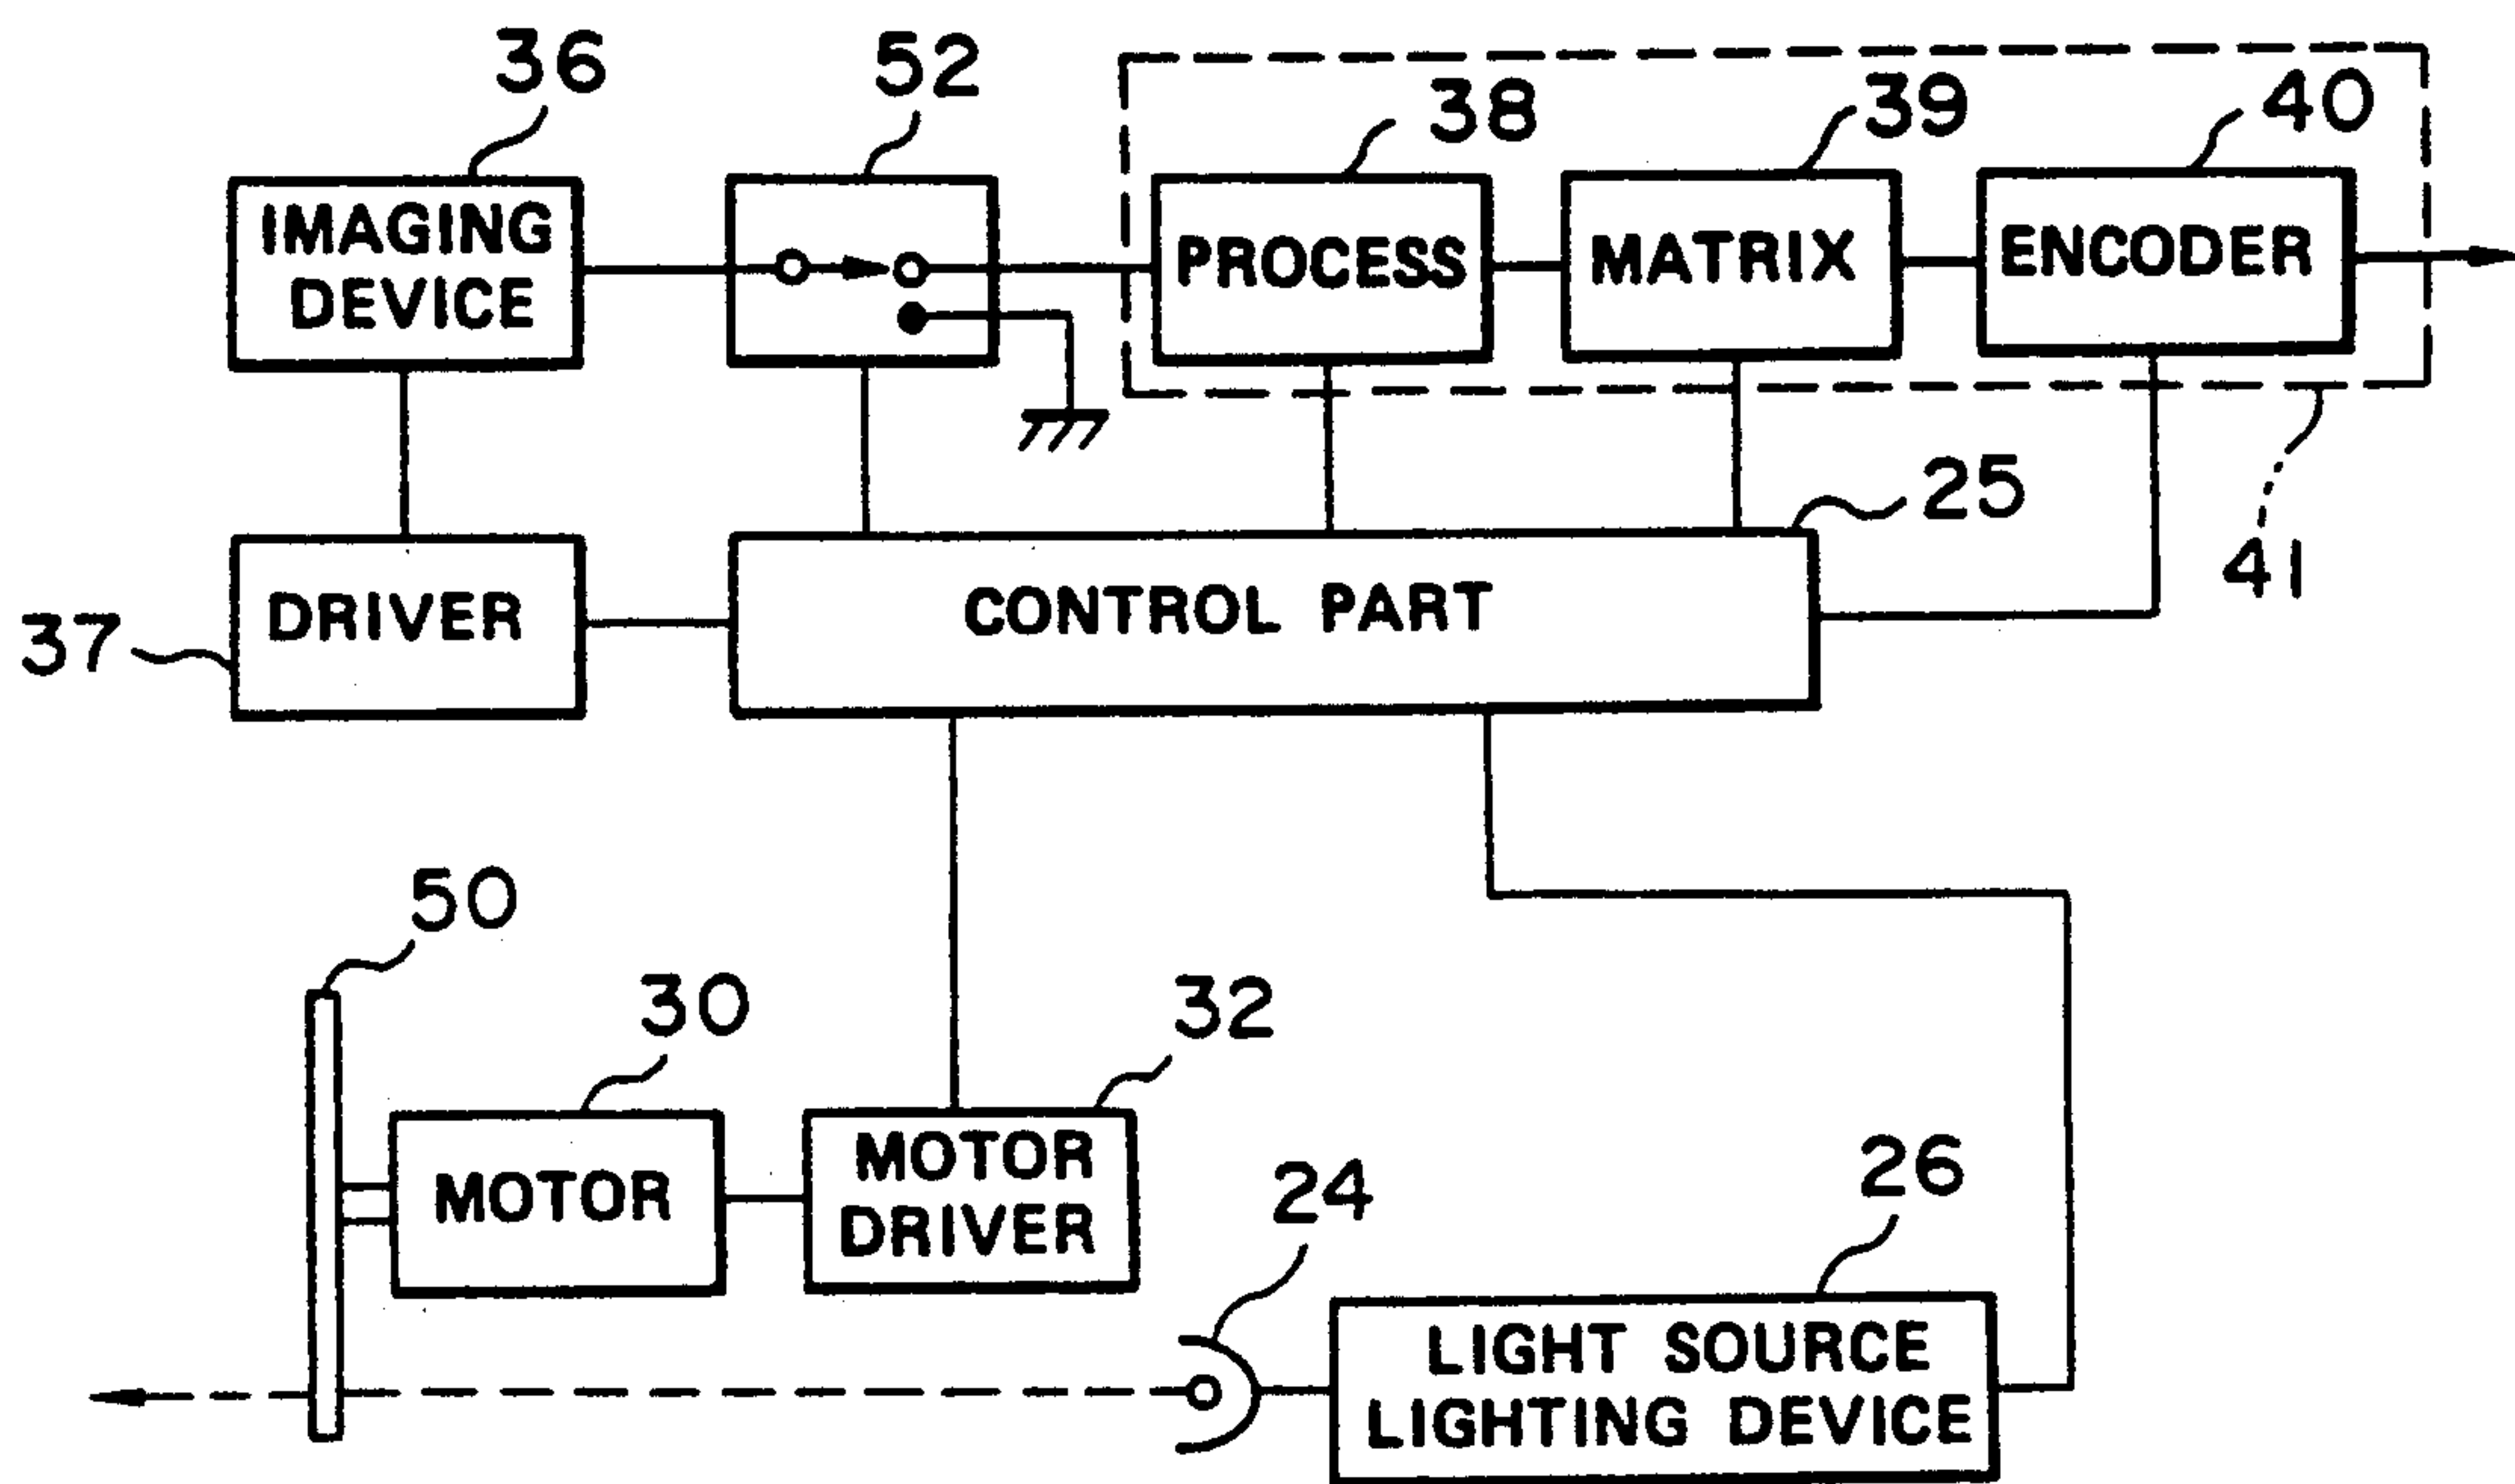 36
52
38
39
40
IMAGING
DEVICE
PROCESS
MATRIX
ENCODER
25
41
37
DRIVER
CONTROL PART
50
30
32
MOTOR
MOTOR
DRIVER
24
26
LIGHT SOURCE
LIGHTING DEVICE